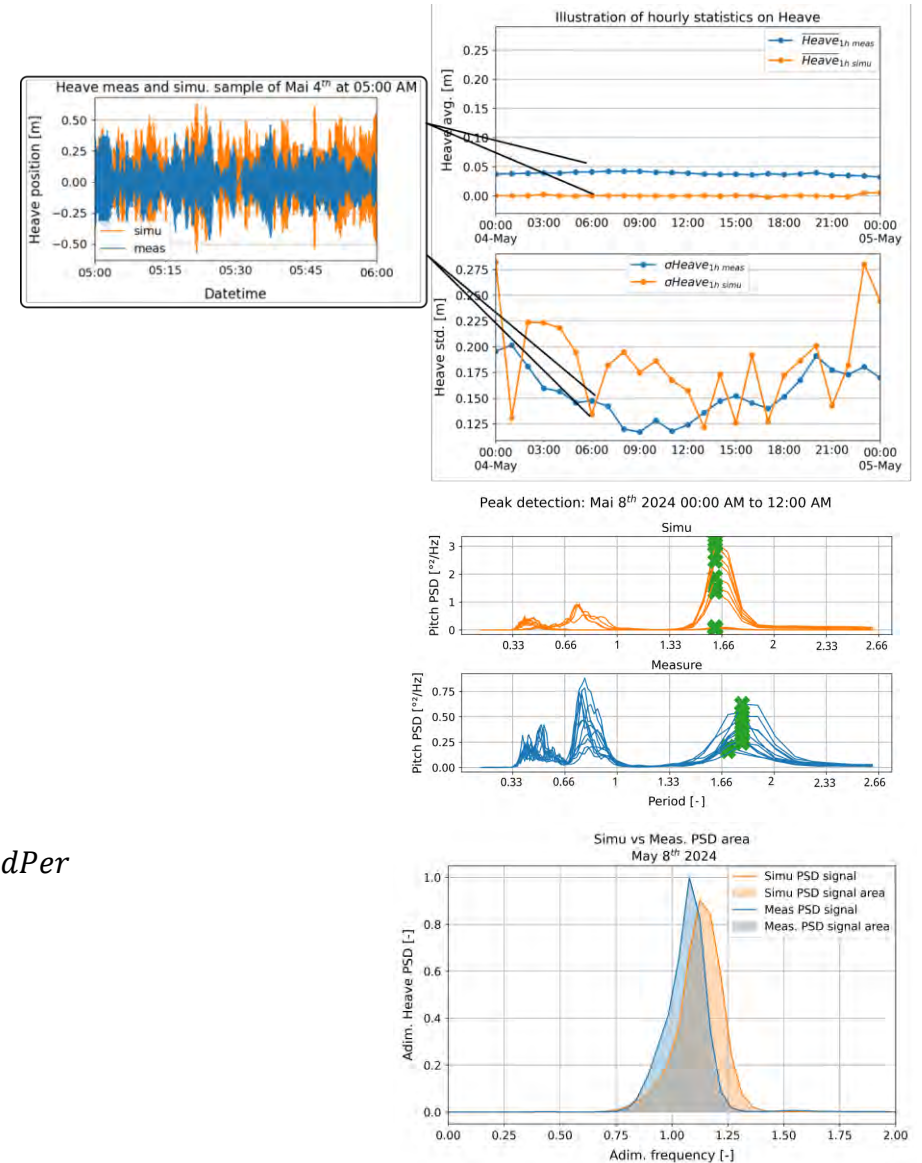 Illustration of hourly statistics on Heave
Heave avg. [m]
0.25
0.20
0.15
0.10
0.05
0.00
Heave1h meas
Heave1h simu
00:00 03:00 06:00 09:00 12:00 15:00 18:00 21:00 00:00
04-May 05-May
Heave meas and simu. sample of Mai 4th at 05:00 AM
Heave position [m]
0.50
0.25
0.00
−0.25
−0.50
simu
meas
05:00 05:15 05:30 05:45 06:00
Datetime
Heave std. [m]
0.275
0.250
0.225
0.200
0.175
0.150
0.125
σHeave1h meas
σHeave1h simu
00:00 03:00 06:00 09:00 12:00 15:00 18:00 21:00 00:00
04-May 05-May
Peak detection: Mai 8th 2024 00:00 AM to 12:00 AM
Simu
Pitch PSD [°²/Hz]
3
2
1
0
0.33 0.66 1 1.33 1.66 2 2.33 2.66
Measure
Pitch PSD [°²/Hz]
0.75
0.50
0.25
0.00
0.33 0.66 1 1.33 1.66 2 2.33 2.66
Period [-]
dPer
Simu vs Meas. PSD area
May 8th 2024
Adim. Heave PSD [-]
1.0
0.8
0.6
0.4
0.2
0.0
Simu PSD signal
Simu PSD signal area
Meas PSD signal
Meas. PSD signal area
0.00 0.25 0.50 0.75 1.00 1.25 1.50 1.75 2.00
Adim. frequency [-]